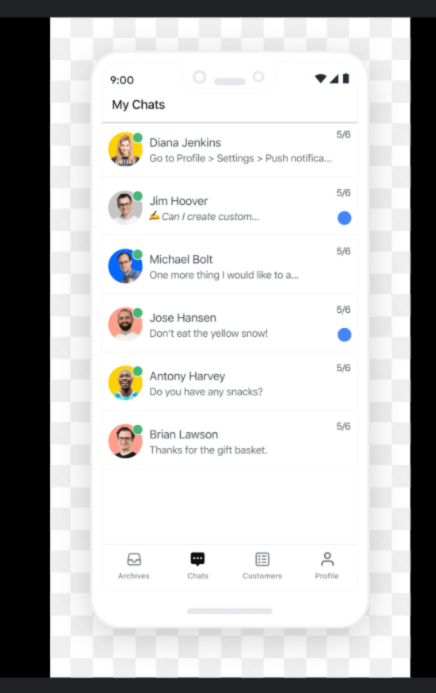 9:00
My Chats
5/6
Diana Jenkins
Go to Profile > Settings > Push notifica...
5/6
Jim Hoover
✍️ Can I create custom...
5/6
Michael Bolt
One more thing I would like to a...
5/6
Jose Hansen
Don't eat the yellow snow!
5/6
Antony Harvey
Do you have any snacks?
5/6
Brian Lawson
Thanks for the gift basket.
Archives Chats Customers Profile